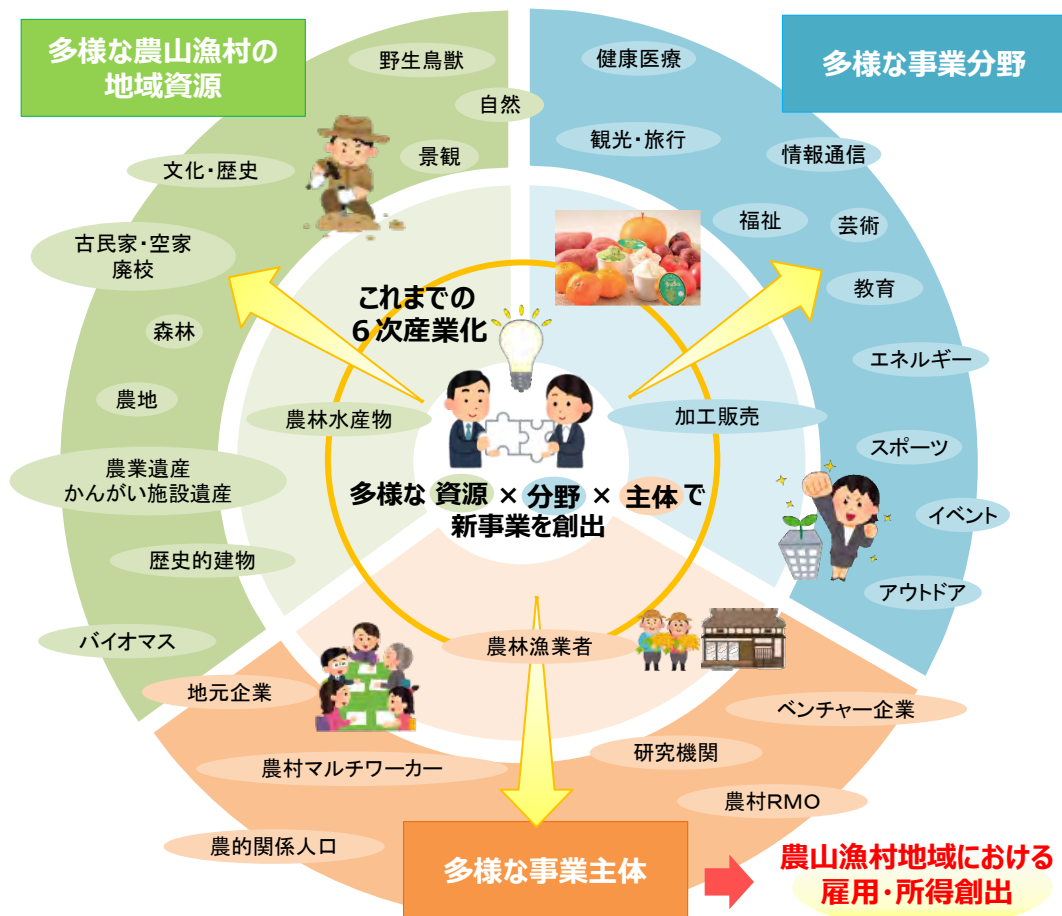 多様な農山漁村の
地域資源
多様な事業分野
野生鳥獣
自然
景観
文化・歴史
古民家・空家
廃校
森林
農地
農業遺産
かんがい施設遺産
歴史的建物
バイオマス
健康医療
観光・旅行
情報通信
福祉
芸術
教育
エネルギー
スポーツ
イベント
アウトドア
これまでの
6次産業化
農林水産物
加工販売
多様な 資源 × 分野 × 主体で
新事業を創出
農林漁業者
地元企業
ベンチャー企業
農村マルチワーカー
研究機関
農村RMO
農的関係人口
多様な事業主体
農山漁村地域における
雇用・所得創出